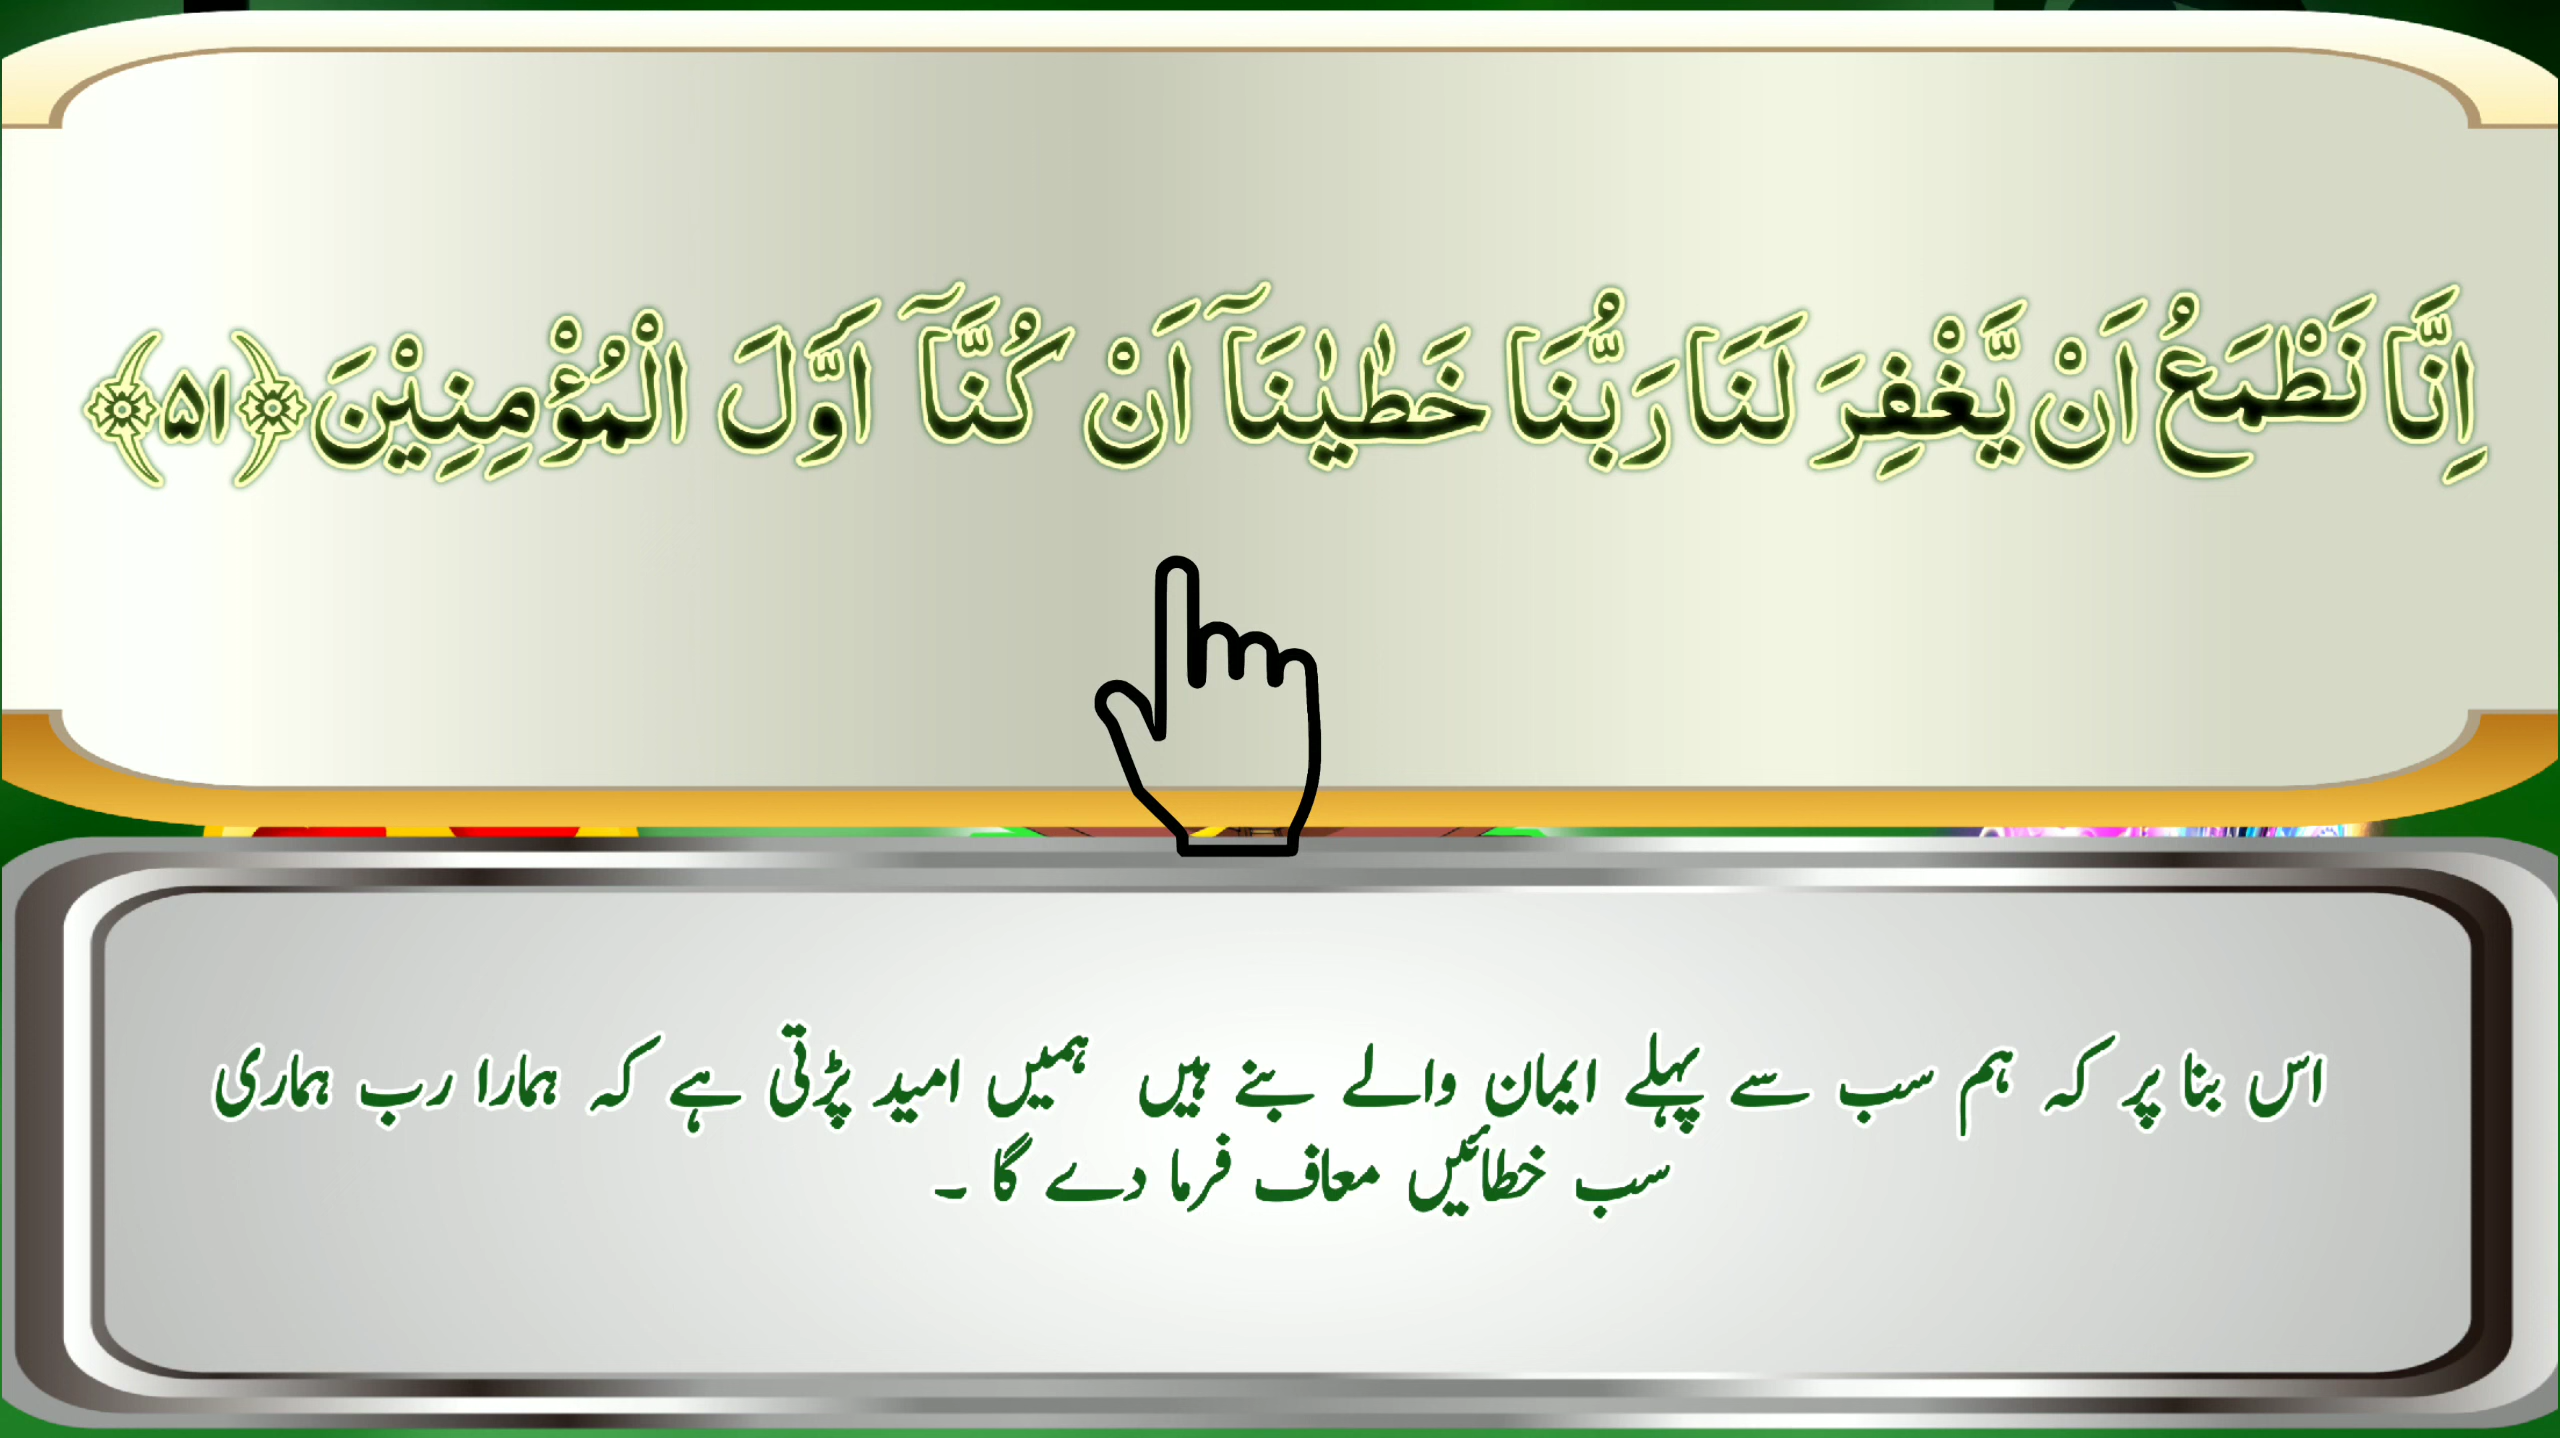 اِنَّا نَطْمَعُ اَنْ يَّغْفِرَ لَنَا رَبُّنَا خَطٰيٰنَاۤ اَنْ كُنَّاۤ اَوَّلَ الْمُؤْمِنِيْنَ ﴿۵۱﴾
اس بنا پر کہ ہم سب سے پہلے ایمان والے بنے ہیں ہمیں امید پڑتی ہے کہ ہمارا رب ہماری
سب خطائیں معاف فرما دے گا ۔